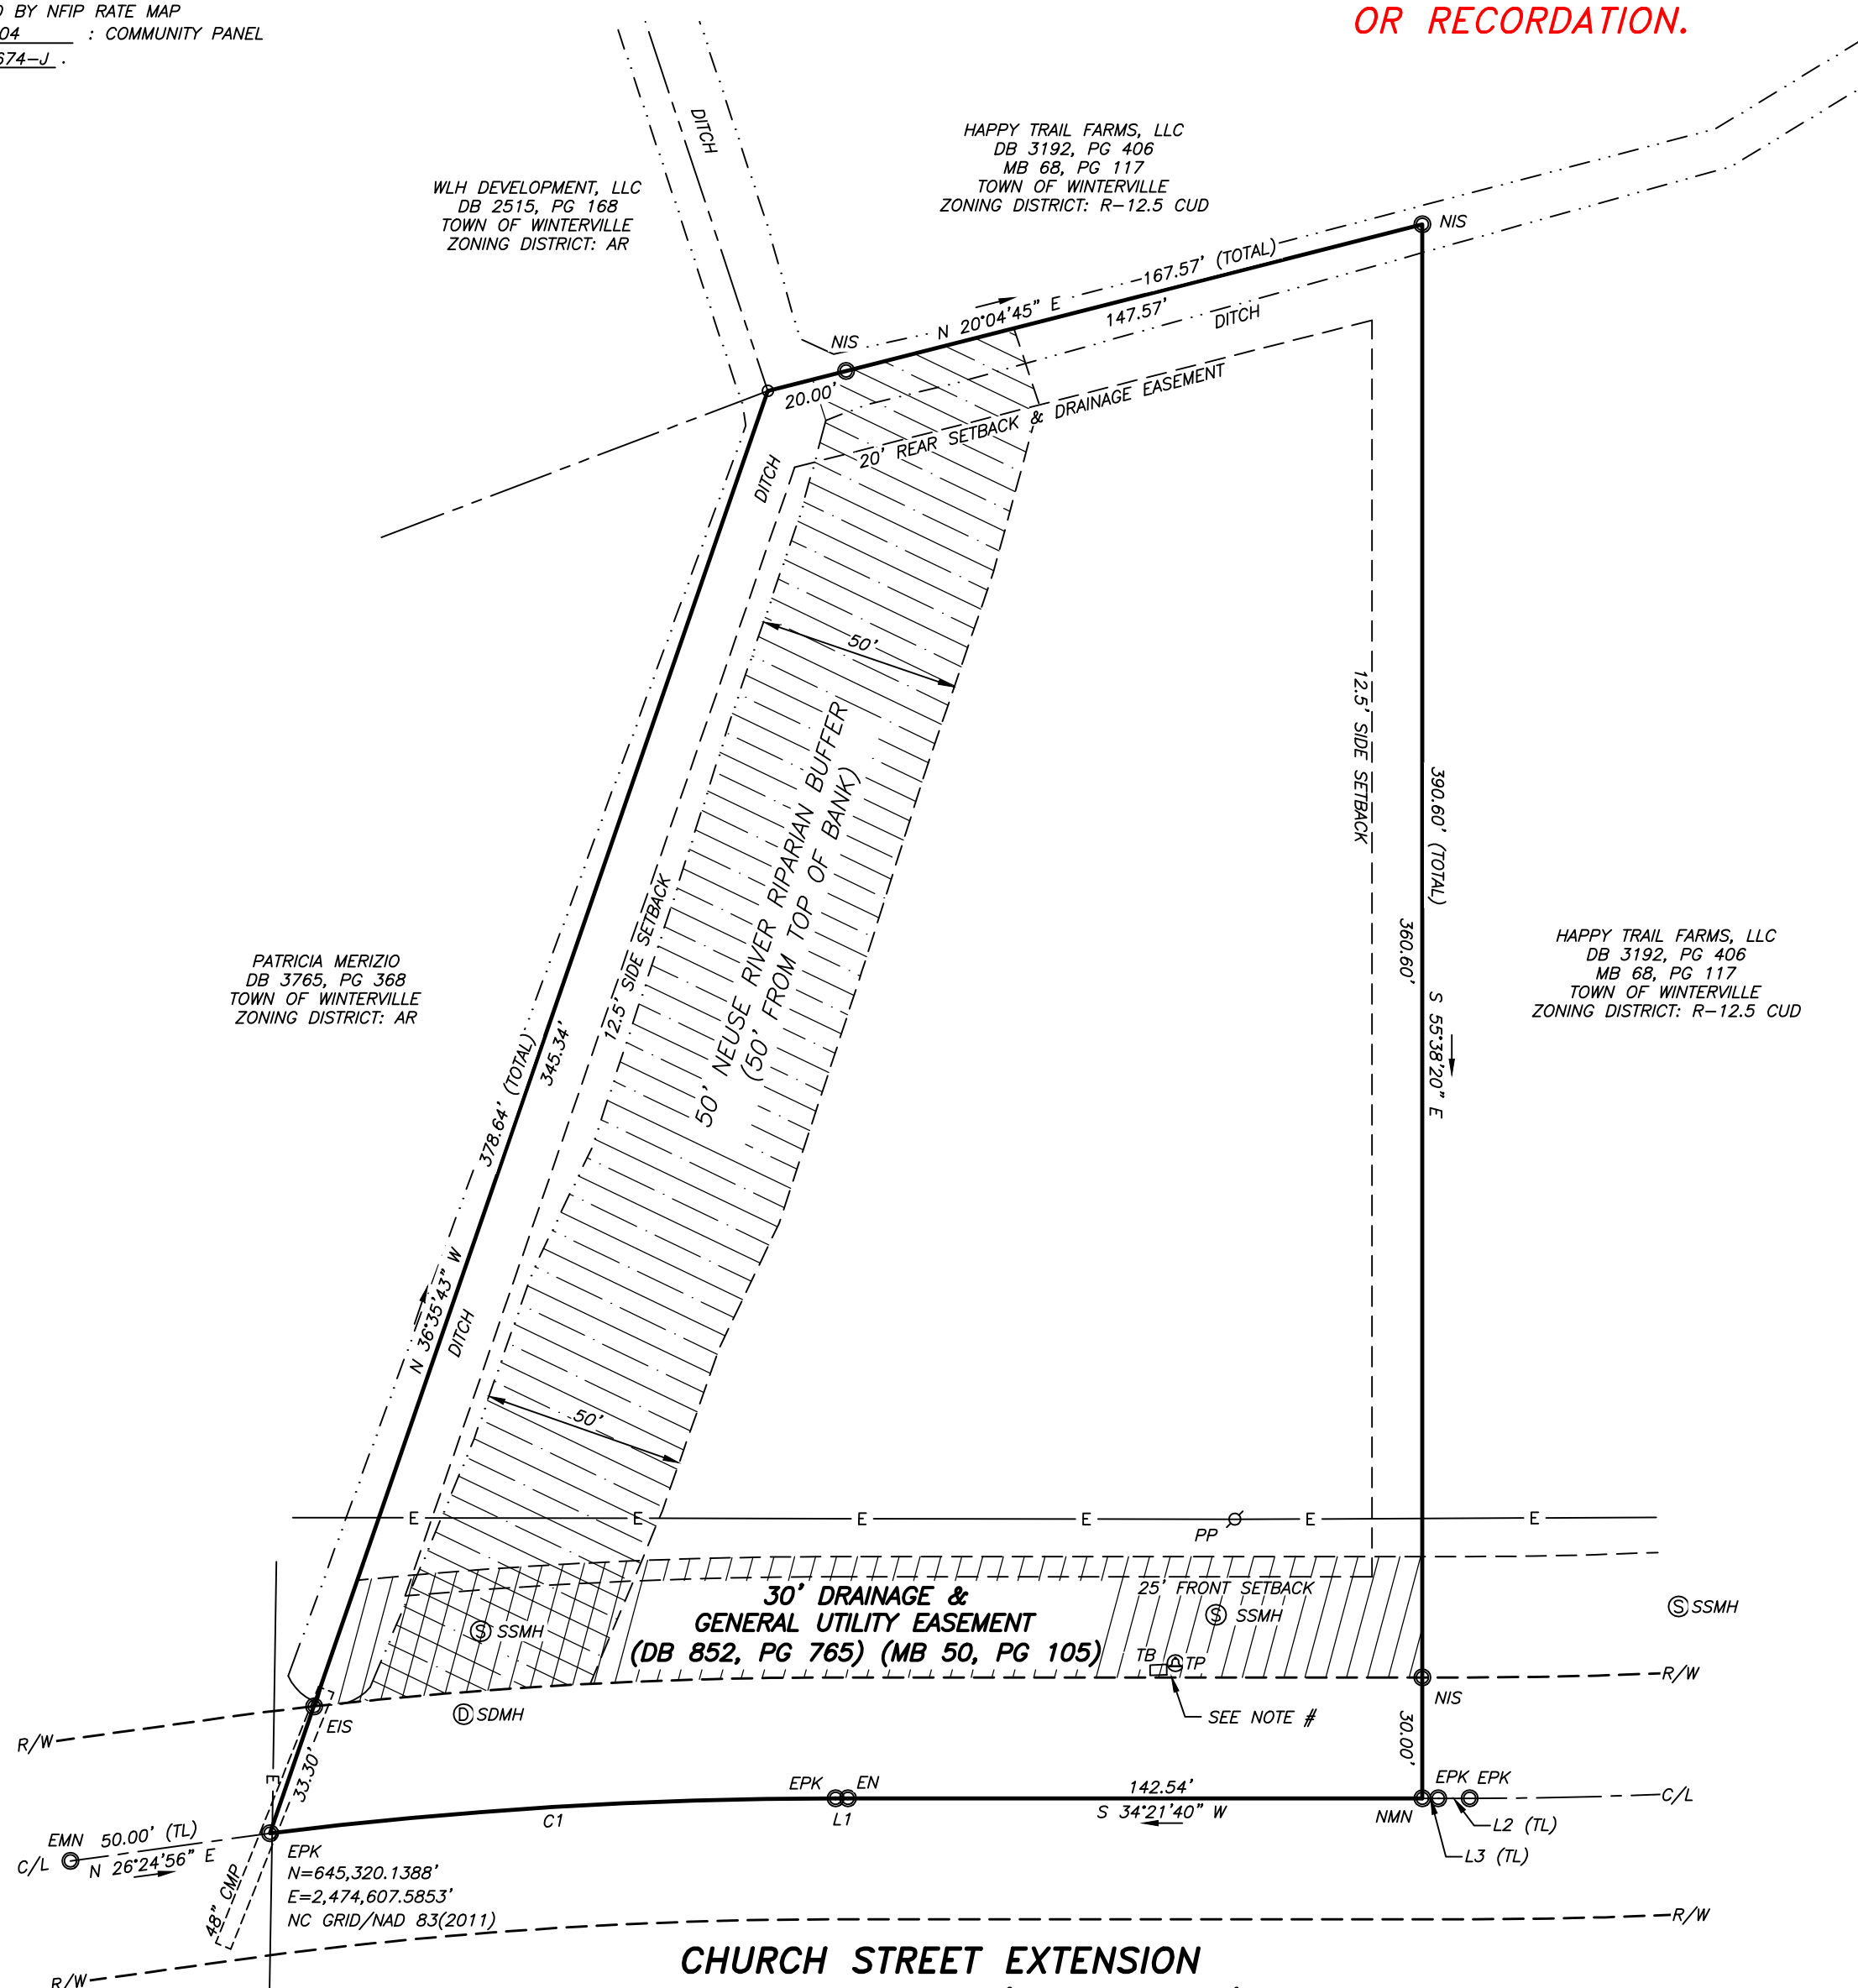 BY NFIP RATE MAP
04 : COMMUNITY PANEL
674-J .
OR RECORDATION.
DITCH
HAPPY TRAIL FARMS, LLC
DB 3192, PG 406
MB 68, PG 117
TOWN OF WINTERVILLE
ZONING DISTRICT: R-12.5 CUD
WLH DEVELOPMENT, LLC
DB 2515, PG 168
TOWN OF WINTERVILLE
ZONING DISTRICT: AR
NIS
167.57' (TOTAL)
N 20°04'45" E
147.57'
DITCH
NIS
20.00'
20' REAR SETBACK & DRAINAGE EASEMENT
DITCH
50'
12.5' SIDE SETBACK
50' NEUSE RIVER RIPARIAN BUFFER
(50' FROM TOP OF BANK)
390.60' (TOTAL)
360.60'
S 55°38'20" E
12.5' SIDE SETBACK
HAPPY TRAIL FARMS, LLC
DB 3192, PG 406
MB 68, PG 117
TOWN OF WINTERVILLE
ZONING DISTRICT: R-12.5 CUD
PATRICIA MERIZIO
DB 3765, PG 368
TOWN OF WINTERVILLE
ZONING DISTRICT: AR
378.64' (TOTAL)
345.34'
N 36°35'43" W
DITCH
50'
E E E E E E
PP
30' DRAINAGE &
GENERAL UTILITY EASEMENT
(DB 852, PG 765) (MB 50, PG 105)
25' FRONT SETBACK
S SSMH
S SSMH
S SSMH
TB
TP
R/W
NIS
SEE NOTE #
D SDMH
EIS
R/W
33.30'
E
30.00'
EPK EN
142.54'
EPK EPK
C/L
C1
L1
S 34°21'40" W
NMN
L2 (TL)
L3 (TL)
EMN 50.00' (TL)
C/L
N 26°24'56" E
48" CMP
EPK
N=645,320.1388'
E=2,474,607.5853'
NC GRID/NAD 83(2011)
R/W
R/W
CHURCH STREET EXTENSION